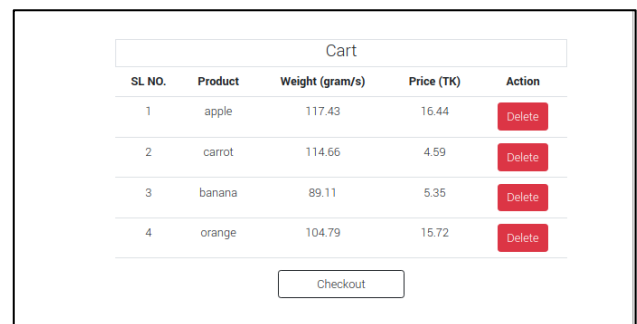 Cart
SL NO. Product Weight (gram/s) Price (TK) Action
1 apple 117.43 16.44 Delete
2 carrot 114.66 4.59 Delete
3 banana 89.11 5.35 Delete
4 orange 104.79 15.72 Delete
Checkout